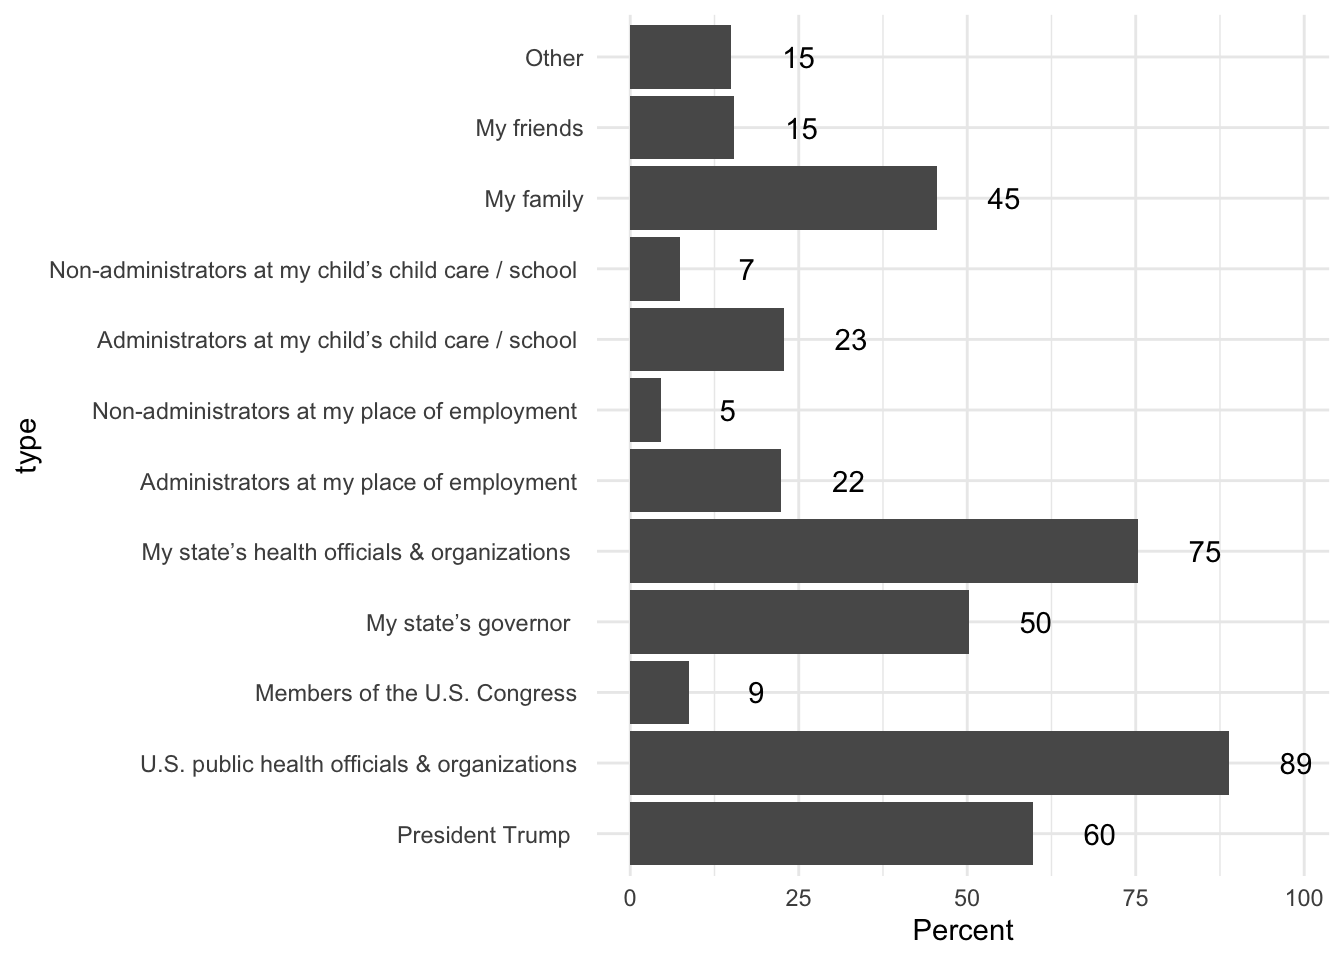 Other 15
My friends 15
My family 45
Non-administrators at my child’s child care / school 7
Administrators at my child’s child care / school 23
Non-administrators at my place of employment 5
Administrators at my place of employment 22
My state’s health officials & organizations 75
My state’s governor 50
Members of the U.S. Congress 9
U.S. public health officials & organizations 89
President Trump 60
type
0 25 50 75 100
Percent